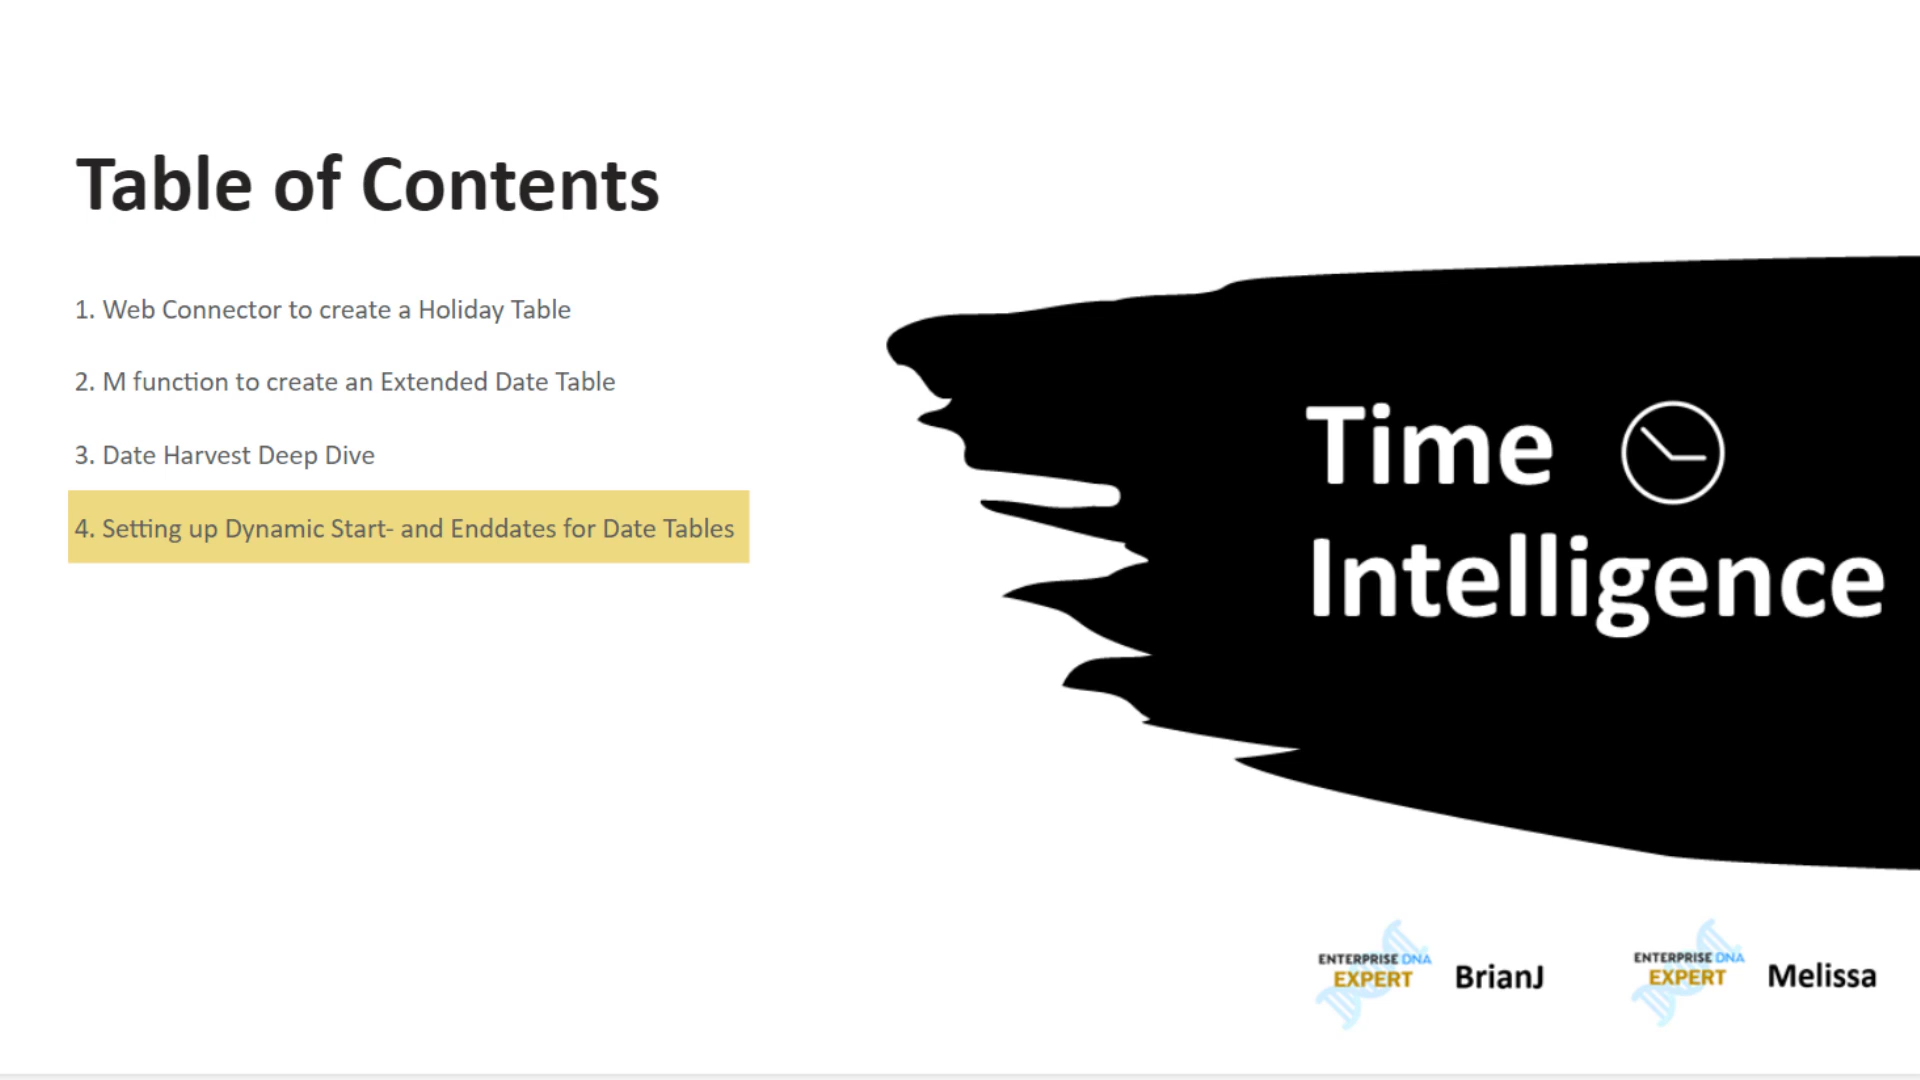 Table of Contents
1. Web Connector to create a Holiday Table
2. M function to create an Extended Date Table
3. Date Harvest Deep Dive
4. Setting up Dynamic Start- and Enddates for Date Tables
Time
Intelligence
ENTERPRISE DNA
EXPERT
BrianJ
ENTERPRISE DNA
EXPERT
Melissa